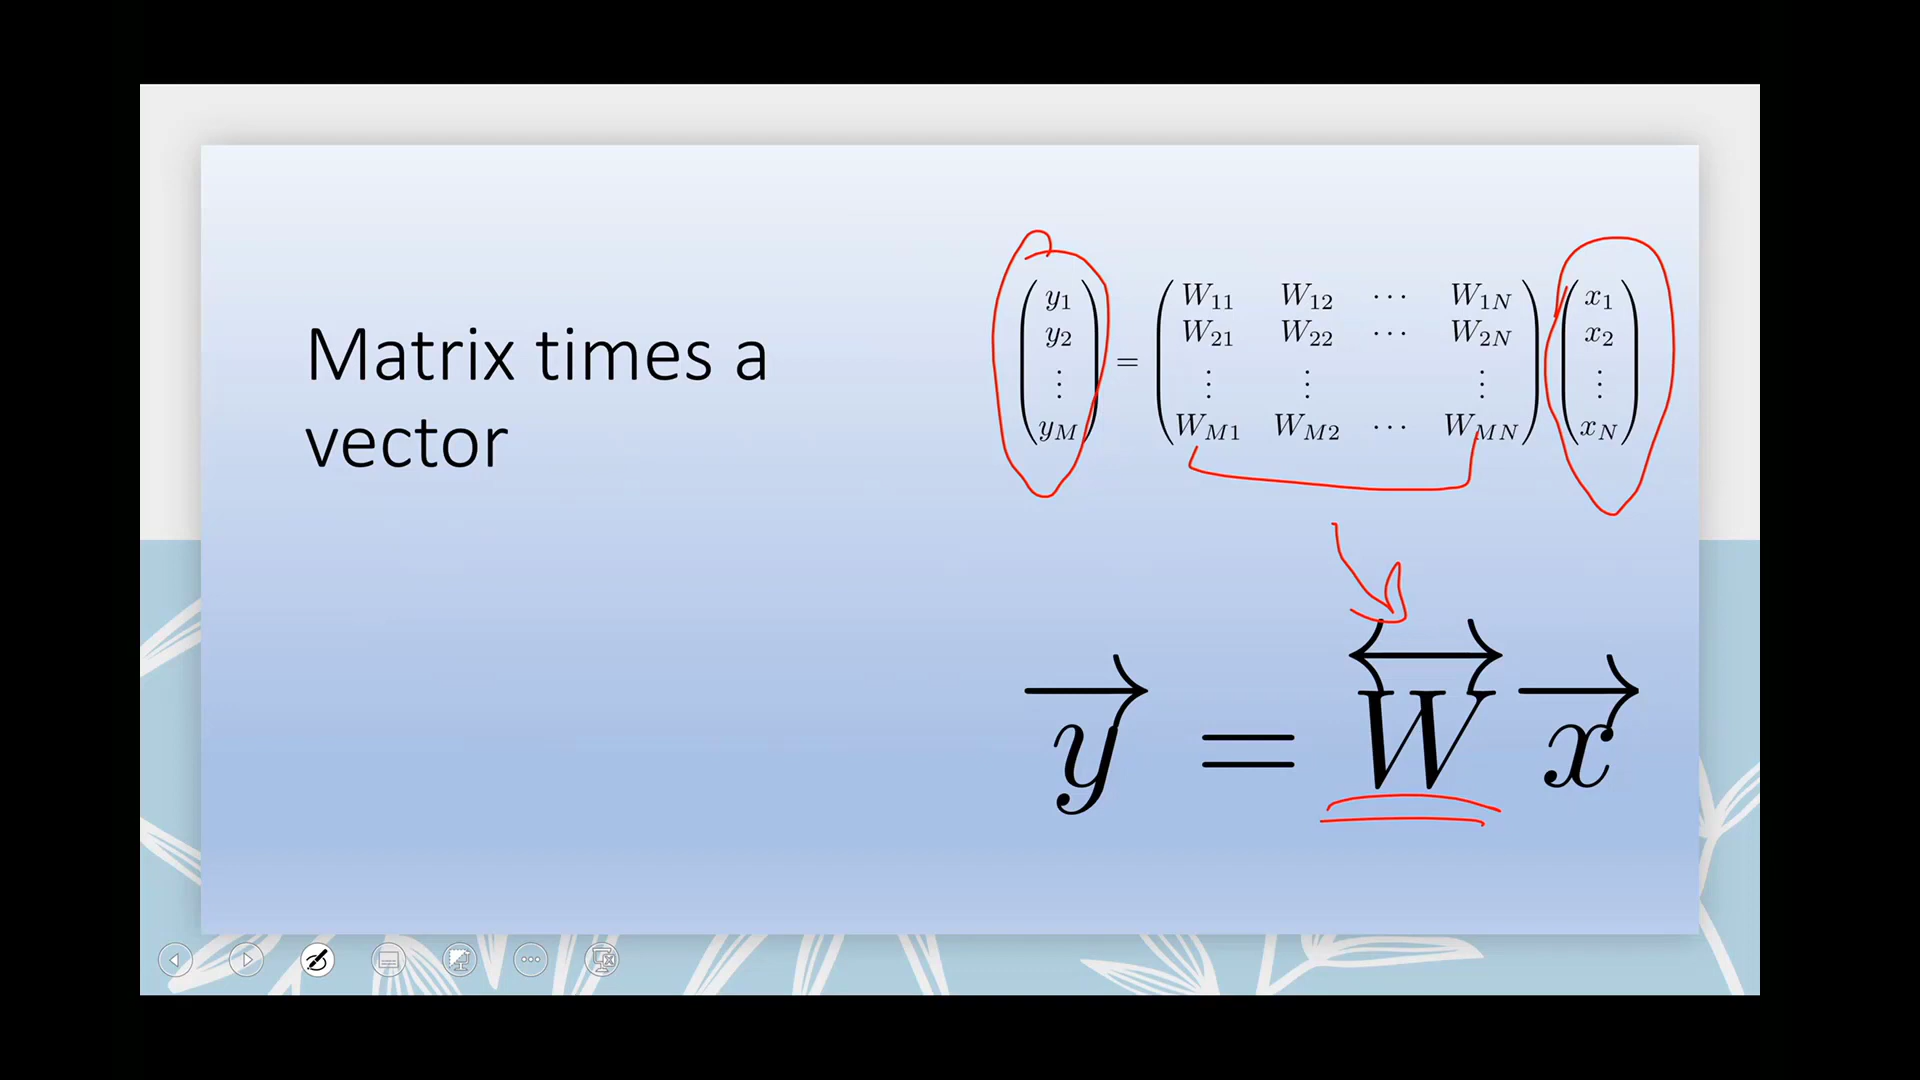 Matrix times a
vector
y₁ W₁₁ W₁₂ ⋯ W₁N x₁
y₂ W₂₁ W₂₂ ⋯ W₂N x₂
⋮ = ⋮ ⋮ ⋮ ⋮
yM WM1 WM2 ⋯ WMN xN
y⃗ = W⃡ x⃗